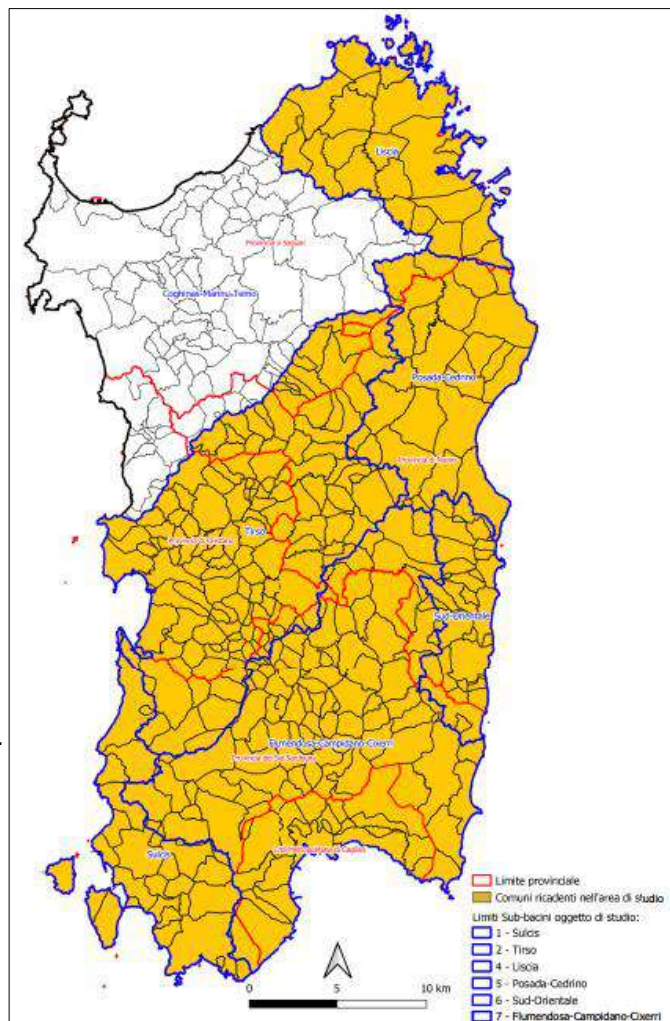 Liscia
Provincia di Sassari
Coghinas-Mannu-Temo
Posada-Cedrino
Provincia di Nuoro
Tirso
Provincia di Oristano
Sud-Orientale
Flumendosa-Campidano-Cixerri
Provincia del Sud Sardegna
Sulcis
Città Metropolitana di Cagliari
Limite provinciale
Comuni ricadenti nell'area di studio
Limiti Sub-bacini oggetto di studio:
1 - Sulcis
2 - Tirso
4 - Liscia
5 - Posada-Cedrino
6 - Sud-Orientale
7 - Flumendosa-Campidano-Cixerri
0 5 10 km